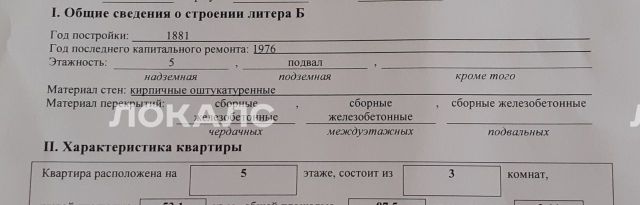 I. Общие сведения о строении литера Б
Год постройки: 1881
Год последнего капитального ремонта: 1976
Этажность: 5 , подвал ,
надземная подземная кроме того
Материал стен: кирпичные оштукатуренные
Материал перекрытий: сборные , сборные , сборные железобетонные
железобетонные железобетонные
чердачных междуэтажных подвальных
ЛОКАЛС
II. Характеристика квартиры
Квартира расположена на 5 этаже, состоит из 3 комнат,